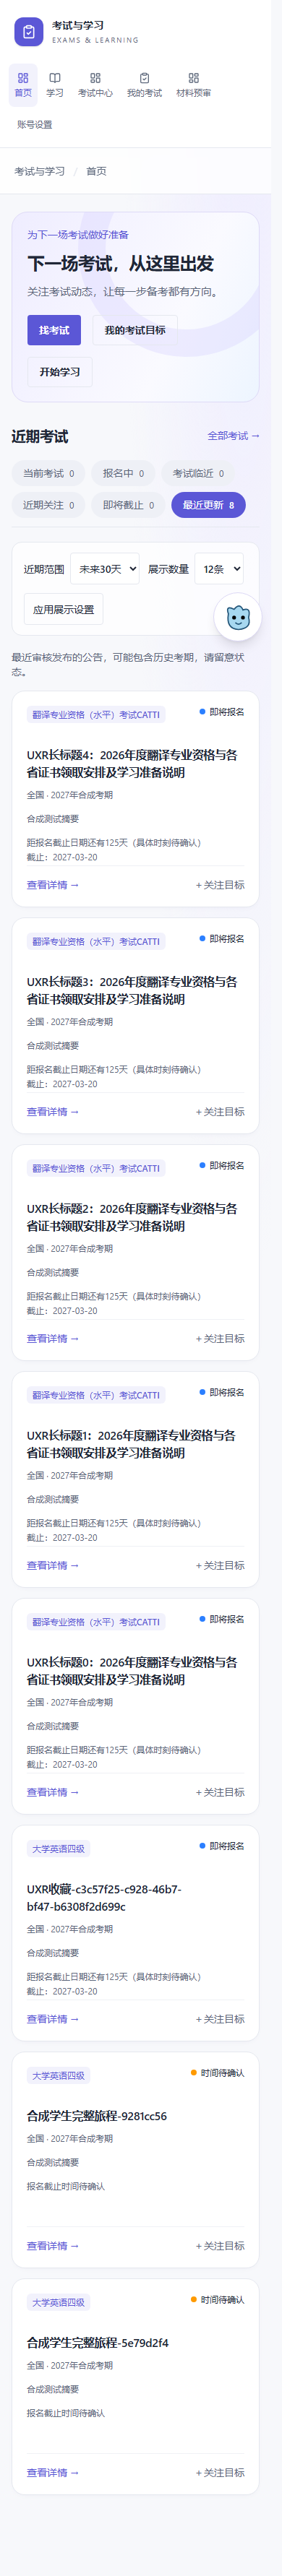 考试与学习
EXAMS & LEARNING
首页
学习
考试中心
我的考试
材料预审
账号设置
考试与学习 / 首页
为下一场考试做好准备
下一场考试，从这里出发
关注考试动态，让每一步备考都有方向。
找考试
我的考试目标
开始学习
近期考试
全部考试 →
当前考试 0
报名中 0
考试临近 0
近期关注 0
即将截止 0
最近更新 8
近期范围 未来30天 展示数量 12条
应用展示设置
最近审核发布的公告，可能包含历史考期，请留意状
态。
翻译专业资格（水平）考试CATTI
即将报名
UXR长标题4：2026年度翻译专业资格与各
省证书领取安排及学习准备说明
全国 · 2027年合成考期
合成测试摘要
距报名截止日期还有125天（具体时刻待确认）
截止：2027-03-20
查看详情 →
+ 关注目标
翻译专业资格（水平）考试CATTI
即将报名
UXR长标题3：2026年度翻译专业资格与各
省证书领取安排及学习准备说明
全国 · 2027年合成考期
合成测试摘要
距报名截止日期还有125天（具体时刻待确认）
截止：2027-03-20
查看详情 →
+ 关注目标
翻译专业资格（水平）考试CATTI
即将报名
UXR长标题2：2026年度翻译专业资格与各
省证书领取安排及学习准备说明
全国 · 2027年合成考期
合成测试摘要
距报名截止日期还有125天（具体时刻待确认）
截止：2027-03-20
查看详情 →
+ 关注目标
翻译专业资格（水平）考试CATTI
即将报名
UXR长标题1：2026年度翻译专业资格与各
省证书领取安排及学习准备说明
全国 · 2027年合成考期
合成测试摘要
距报名截止日期还有125天（具体时刻待确认）
截止：2027-03-20
查看详情 →
+ 关注目标
翻译专业资格（水平）考试CATTI
即将报名
UXR长标题0：2026年度翻译专业资格与各
省证书领取安排及学习准备说明
全国 · 2027年合成考期
合成测试摘要
距报名截止日期还有125天（具体时刻待确认）
截止：2027-03-20
查看详情 →
+ 关注目标
大学英语四级
即将报名
UXR收藏-c3c57f25-c928-46b7-
bf47-b6308f2d699c
全国 · 2027年合成考期
合成测试摘要
距报名截止日期还有125天（具体时刻待确认）
截止：2027-03-20
查看详情 →
+ 关注目标
大学英语四级
时间待确认
合成学生完整旅程-9281cc56
全国 · 2027年合成考期
合成测试摘要
报名截止时间待确认
查看详情 →
+ 关注目标
大学英语四级
时间待确认
合成学生完整旅程-5e79d2f4
全国 · 2027年合成考期
合成测试摘要
报名截止时间待确认
查看详情 →
+ 关注目标